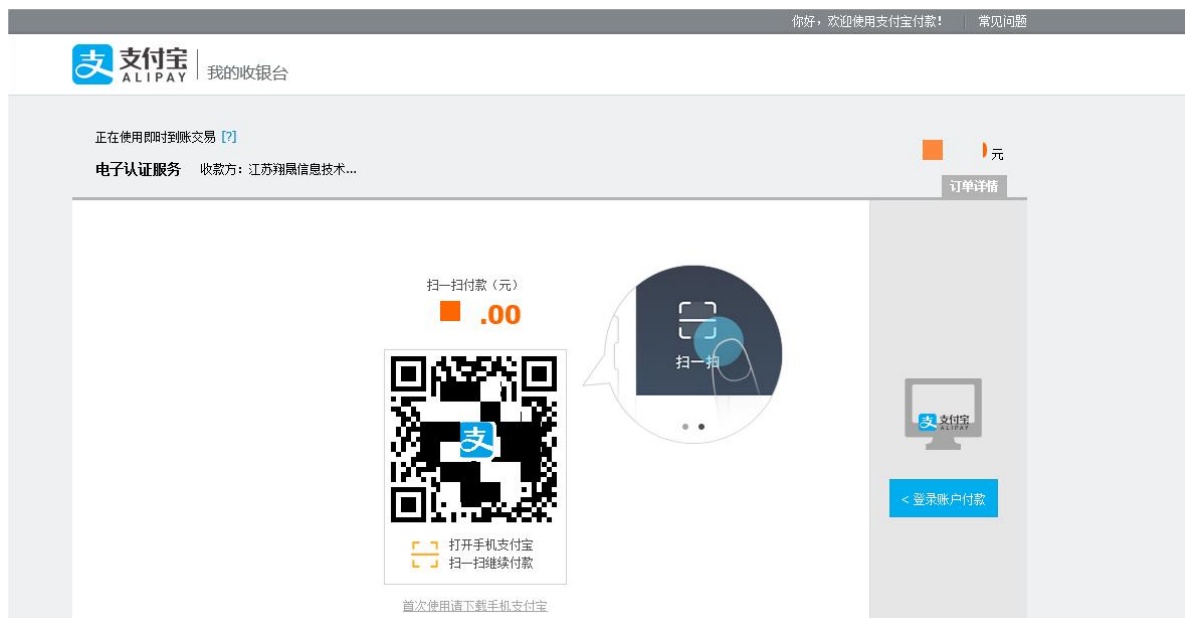 你好，欢迎使用支付宝付款！ 常见问题
支 支付宝 ALIPAY 我的收银台
正在使用即时到账交易 [?]
电子认证服务 收款方：江苏翔晟信息技术...
元
订单详情
扫一扫付款（元）
.00
扫一扫
支
打开手机支付宝
扫一扫继续付款
首次使用请下载手机支付宝
支 支付宝 ALIPAY
< 登录账户付款